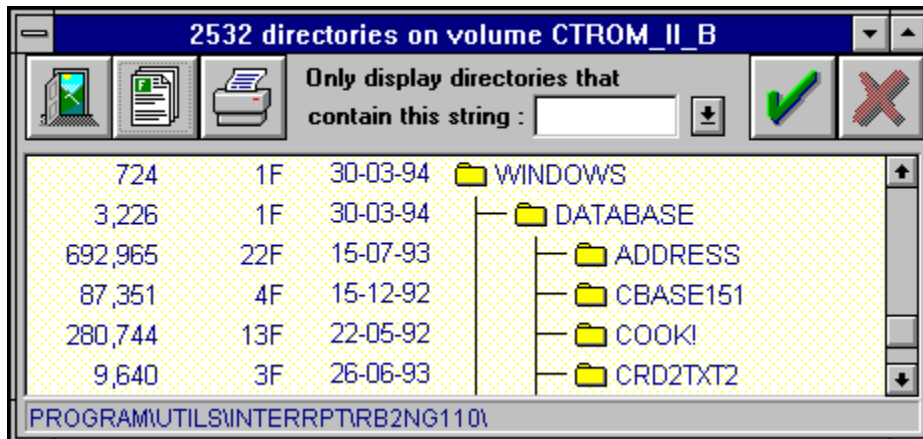 2532 directories on volume CTROM_II_B
Only display directories that
contain this string :
724 1F 30-03-94 WINDOWS
3,226 1F 30-03-94 DATABASE
692,965 22F 15-07-93 ADDRESS
87,351 4F 15-12-92 CBASE151
280,744 13F 22-05-92 COOK!
9,640 3F 26-06-93 CRD2TXT2
PROGRAM\UTILS\INTERRPT\RB2NG110\